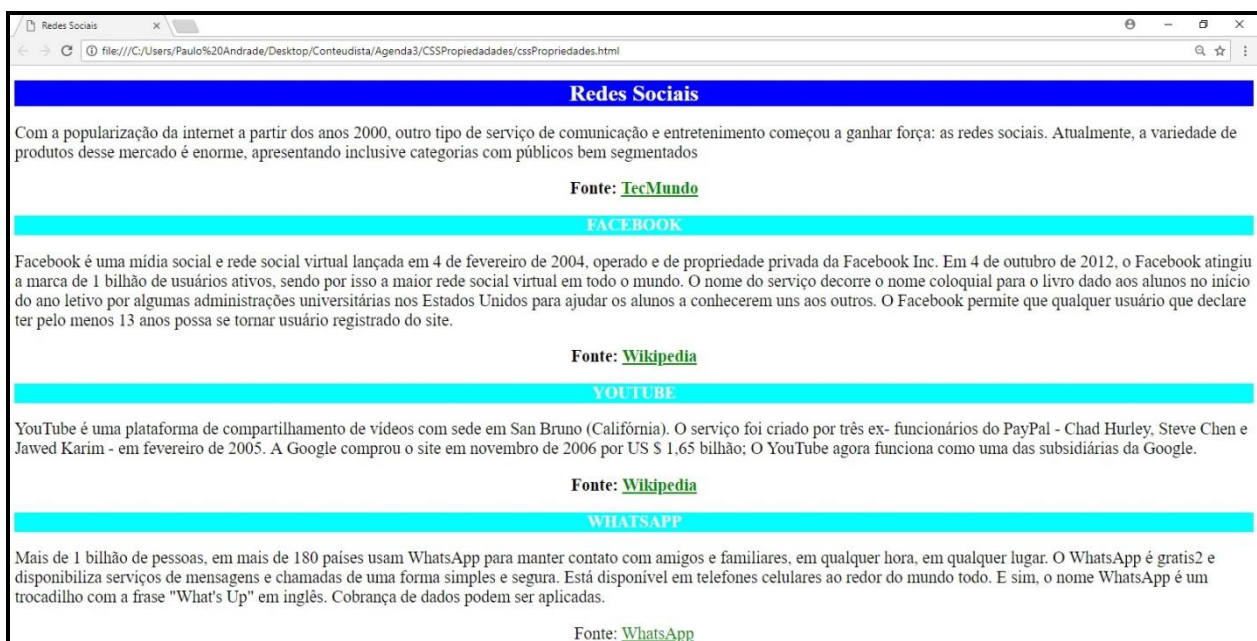 Redes Sociais
file:///C:/Users/Paulo%20Andrade/Desktop/Conteudista/Agenda3/CSSPropiedadades/cssPropriedades.html
Redes Sociais
Com a popularização da internet a partir dos anos 2000, outro tipo de serviço de comunicação e entretenimento começou a ganhar força: as redes sociais. Atualmente, a variedade de
produtos desse mercado é enorme, apresentando inclusive categorias com públicos bem segmentados
Fonte: TecMundo
FACEBOOK
Facebook é uma mídia social e rede social virtual lançada em 4 de fevereiro de 2004, operado e de propriedade privada da Facebook Inc. Em 4 de outubro de 2012, o Facebook atingiu
a marca de 1 bilhão de usuários ativos, sendo por isso a maior rede social virtual em todo o mundo. O nome do serviço decorre o nome coloquial para o livro dado aos alunos no início
do ano letivo por algumas administrações universitárias nos Estados Unidos para ajudar os alunos a conhecerem uns aos outros. O Facebook permite que qualquer usuário que declare
ter pelo menos 13 anos possa se tornar usuário registrado do site.
Fonte: Wikipedia
YOUTUBE
YouTube é uma plataforma de compartilhamento de vídeos com sede em San Bruno (Califórnia). O serviço foi criado por três ex- funcionários do PayPal - Chad Hurley, Steve Chen e
Jawed Karim - em fevereiro de 2005. A Google comprou o site em novembro de 2006 por US $ 1,65 bilhão; O YouTube agora funciona como uma das subsidiárias da Google.
Fonte: Wikipedia
WHATSAPP
Mais de 1 bilhão de pessoas, em mais de 180 países usam WhatsApp para manter contato com amigos e familiares, em qualquer hora, em qualquer lugar. O WhatsApp é gratis2 e
disponibiliza serviços de mensagens e chamadas de uma forma simples e segura. Está disponível em telefones celulares ao redor do mundo todo. E sim, o nome WhatsApp é um
trocadilho com a frase "What's Up" em inglês. Cobrança de dados podem ser aplicadas.
Fonte: WhatsApp